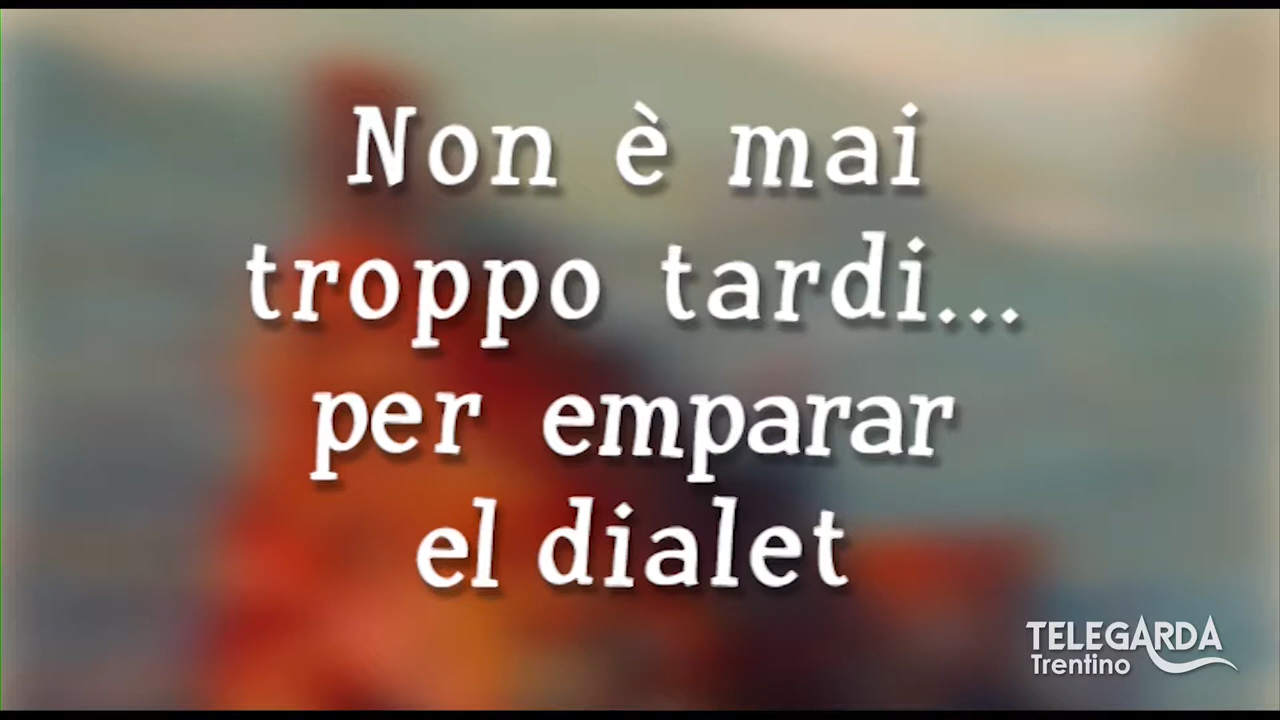 Non è mai
troppo tardi...
per emparar
el dialet
TELEGARDA
Trentino